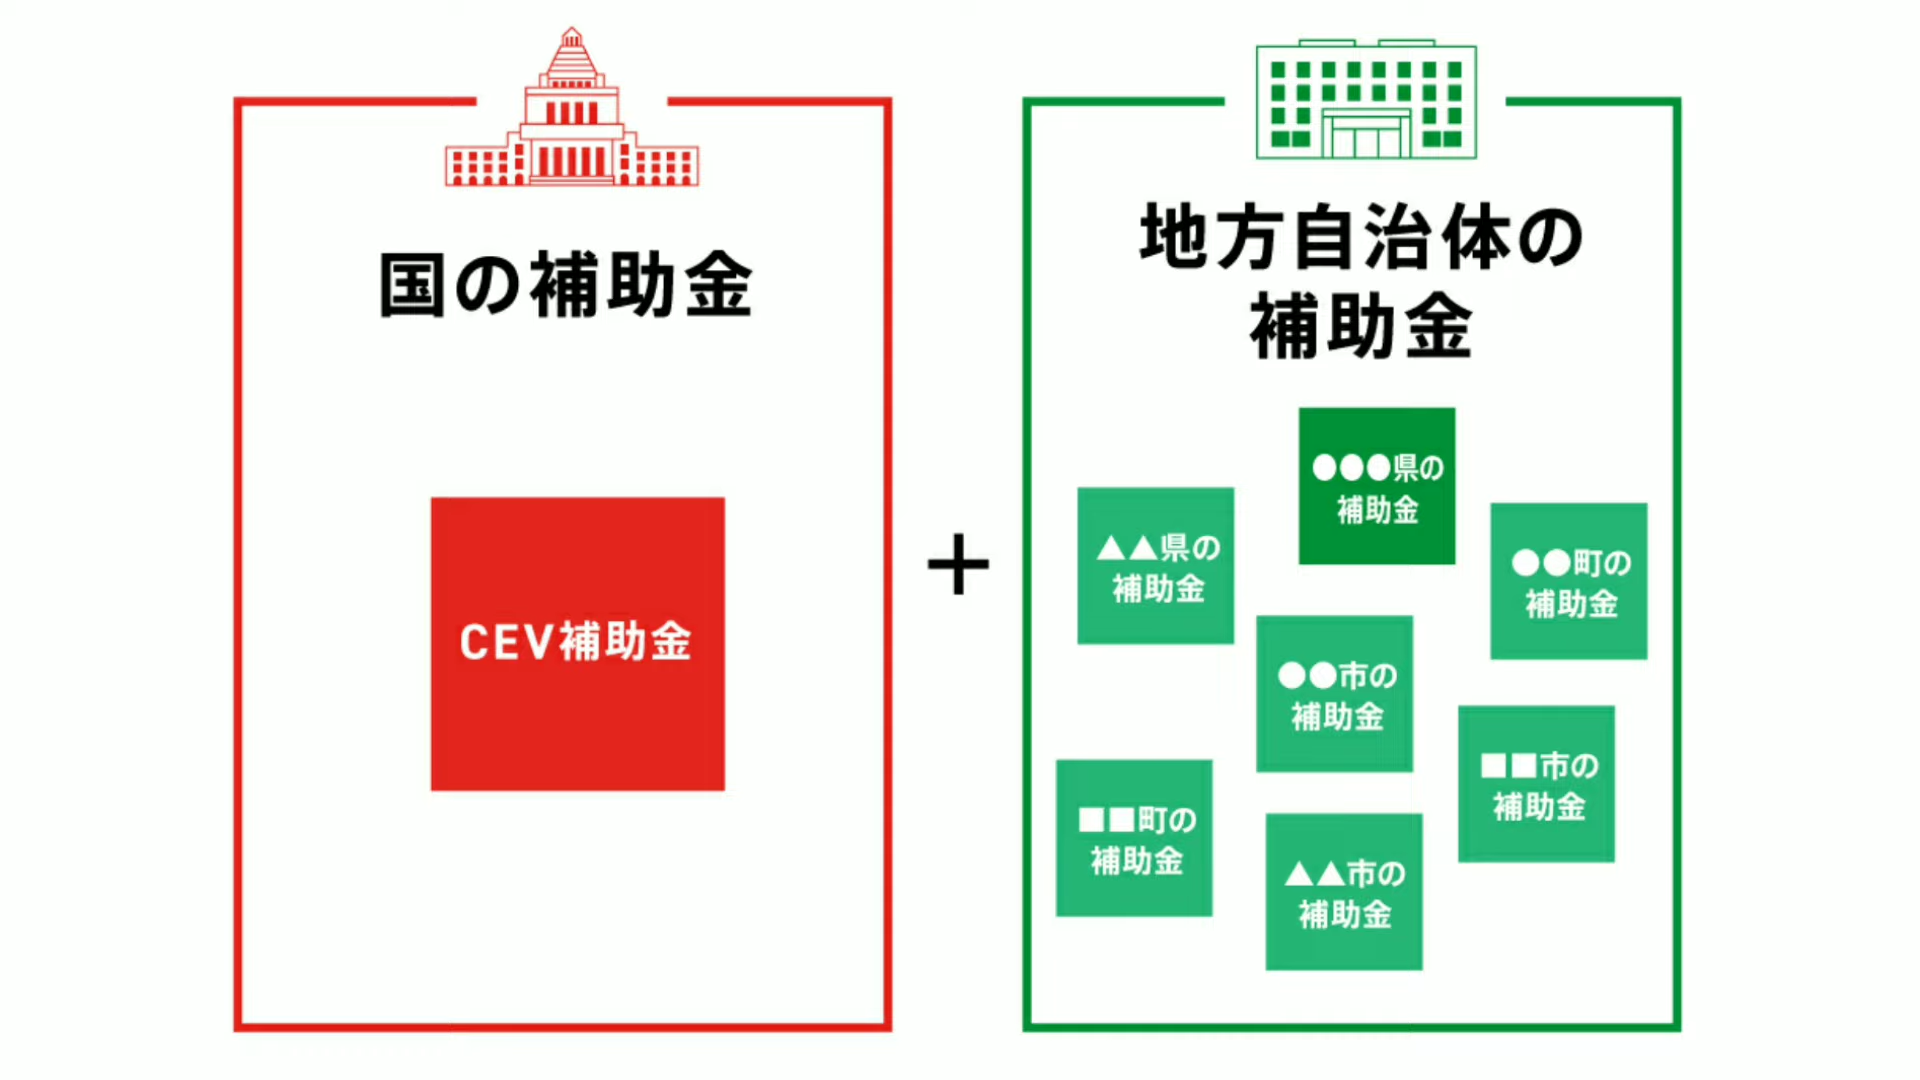 国の補助金
CEV補助金
+
地方自治体の
補助金
●●●県の
補助金
▲▲県の
補助金
●●町の
補助金
●●市の
補助金
■■市の
補助金
■■町の
補助金
▲▲市の
補助金